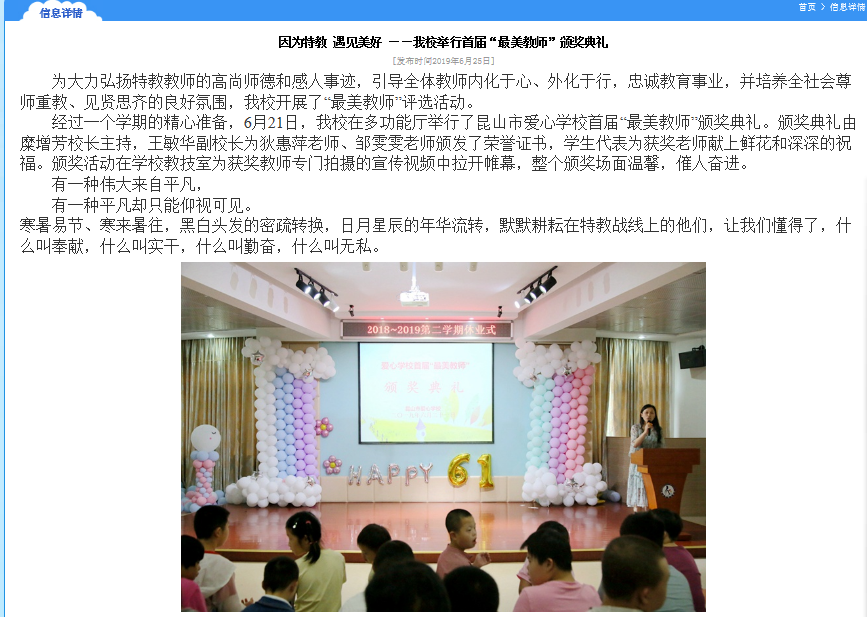 信息详情
首页 > 信息详情
因为特教 遇见美好 ——我校举行首届“最美教师”颁奖典礼
[发布时间2019年6月25日]
为大力弘扬特教教师的高尚师德和感人事迹，引导全体教师内化于心、外化于行，忠诚教育事业，并培养全社会尊
师重教、见贤思齐的良好氛围，我校开展了“最美教师”评选活动。
经过一个学期的精心准备，6月21日，我校在多功能厅举行了昆山市爱心学校首届“最美教师”颁奖典礼。颁奖典礼由
糜增芳校长主持，王敏华副校长为狄惠萍老师、邹雯雯老师颁发了荣誉证书，学生代表为获奖老师献上鲜花和深深的祝
福。颁奖活动在学校教技室为获奖教师专门拍摄的宣传视频中拉开帷幕，整个颁奖场面温馨，催人奋进。
有一种伟大来自平凡，
有一种平凡却只能仰视可见。
寒暑易节、寒来暑往，黑白头发的密疏转换，日月星辰的年华流转，默默耕耘在特教战线上的他们，让我们懂得了，什
么叫奉献，什么叫实干，什么叫勤奋，什么叫无私。
2018~2019第二学期休业式
爱心学校首届“最美教师”
颁奖典礼
HAPPY 61